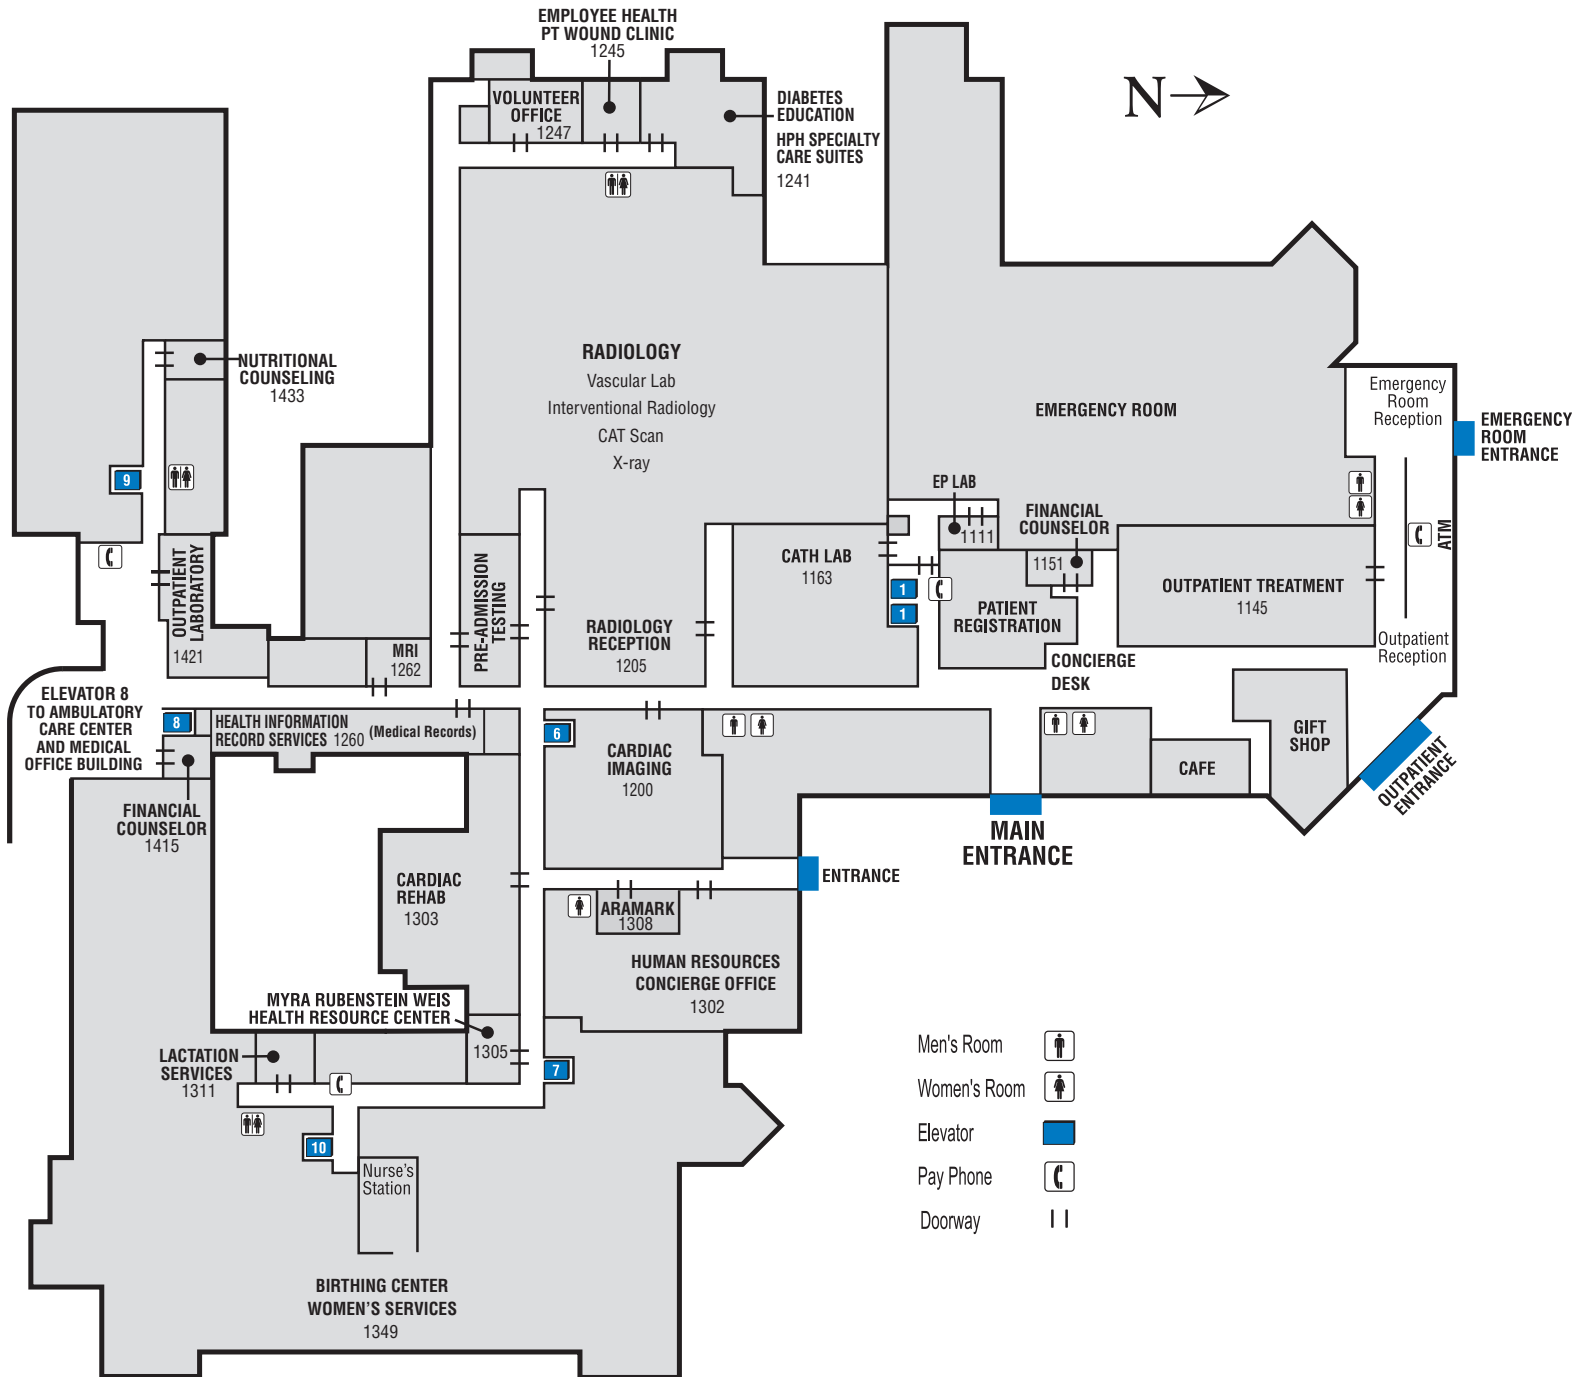 EMPLOYEE HEALTH
PT WOUND CLINIC
1245
VOLUNTEER
OFFICE
1247
DIABETES
EDUCATION
HPH SPECIALTY
CARE SUITES
1241
N
NUTRITIONAL
COUNSELING
1433
RADIOLOGY
Vascular Lab
Interventional Radiology
CAT Scan
X-ray
EMERGENCY ROOM
Emergency
Room
Reception
EMERGENCY
ROOM
ENTRANCE
9
EP LAB
1111
FINANCIAL
COUNSELOR
1151
ATM
OUTPATIENT
LABORATORY
1421
PRE-ADMISSION
TESTING
CATH LAB
1163
1
1
OUTPATIENT TREATMENT
1145
PATIENT
REGISTRATION
RADIOLOGY
RECEPTION
1205
MRI
1262
CONCIERGE
DESK
Outpatient
Reception
ELEVATOR 8
TO AMBULATORY
CARE CENTER
AND MEDICAL
OFFICE BUILDING
8
HEALTH INFORMATION
RECORD SERVICES 1260 (Medical Records)
6
CARDIAC
IMAGING
1200
GIFT
SHOP
CAFE
OUTPATIENT
ENTRANCE
FINANCIAL
COUNSELOR
1415
MAIN
ENTRANCE
ENTRANCE
CARDIAC
REHAB
1303
ARAMARK
1308
HUMAN RESOURCES
CONCIERGE OFFICE
1302
MYRA RUBENSTEIN WEIS
HEALTH RESOURCE CENTER
1305
LACTATION
SERVICES
1311
7
10
Nurse's
Station
BIRTHING CENTER
WOMEN'S SERVICES
1349
Men's Room
Women's Room
Elevator
Pay Phone
Doorway